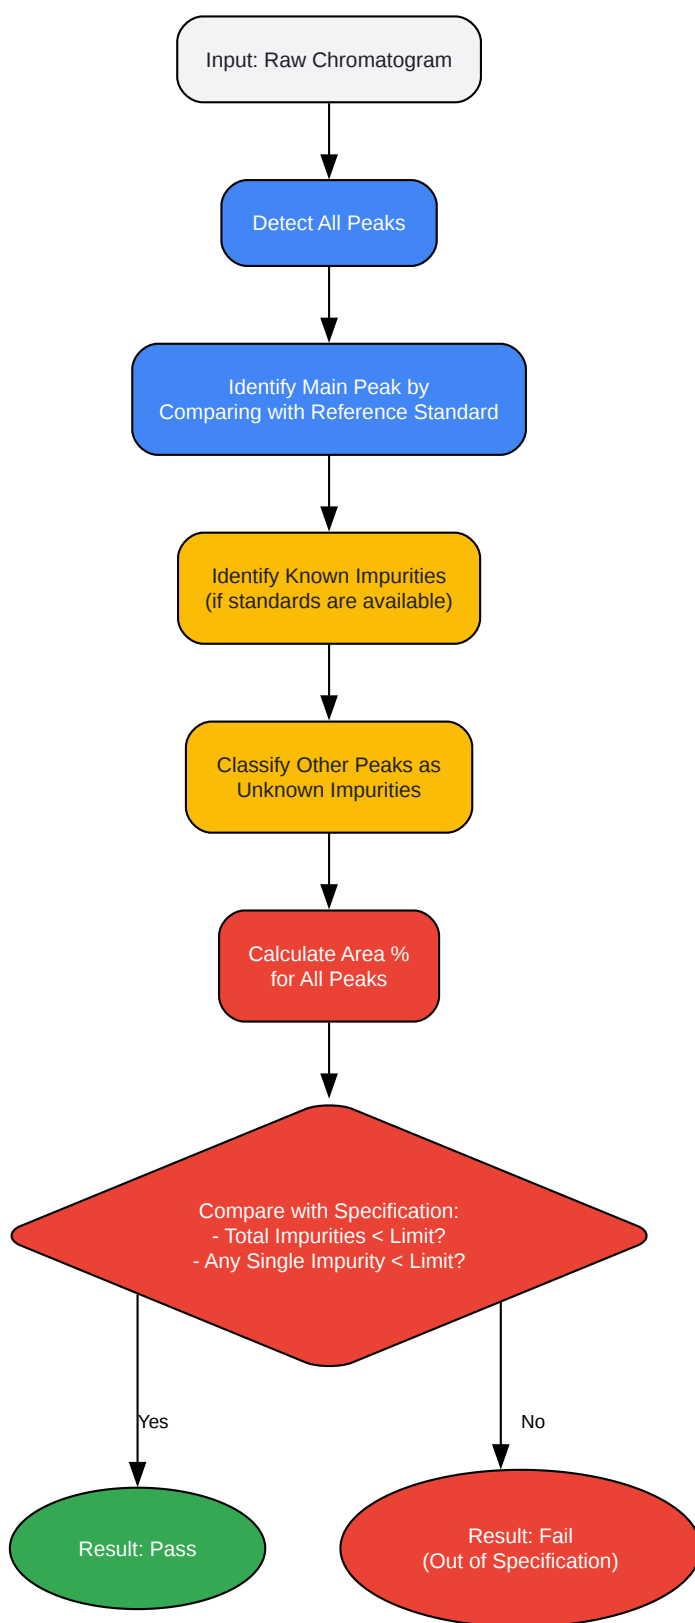 Input: Raw Chromatogram
Detect All Peaks
Identify Main Peak by
Comparing with Reference Standard
Identify Known Impurities
(if standards are available)
Classify Other Peaks as
Unknown Impurities
Calculate Area %
for All Peaks
Compare with Specification:
- Total Impurities < Limit?
- Any Single Impurity < Limit?
Yes
No
Result: Pass
Result: Fail
(Out of Specification)